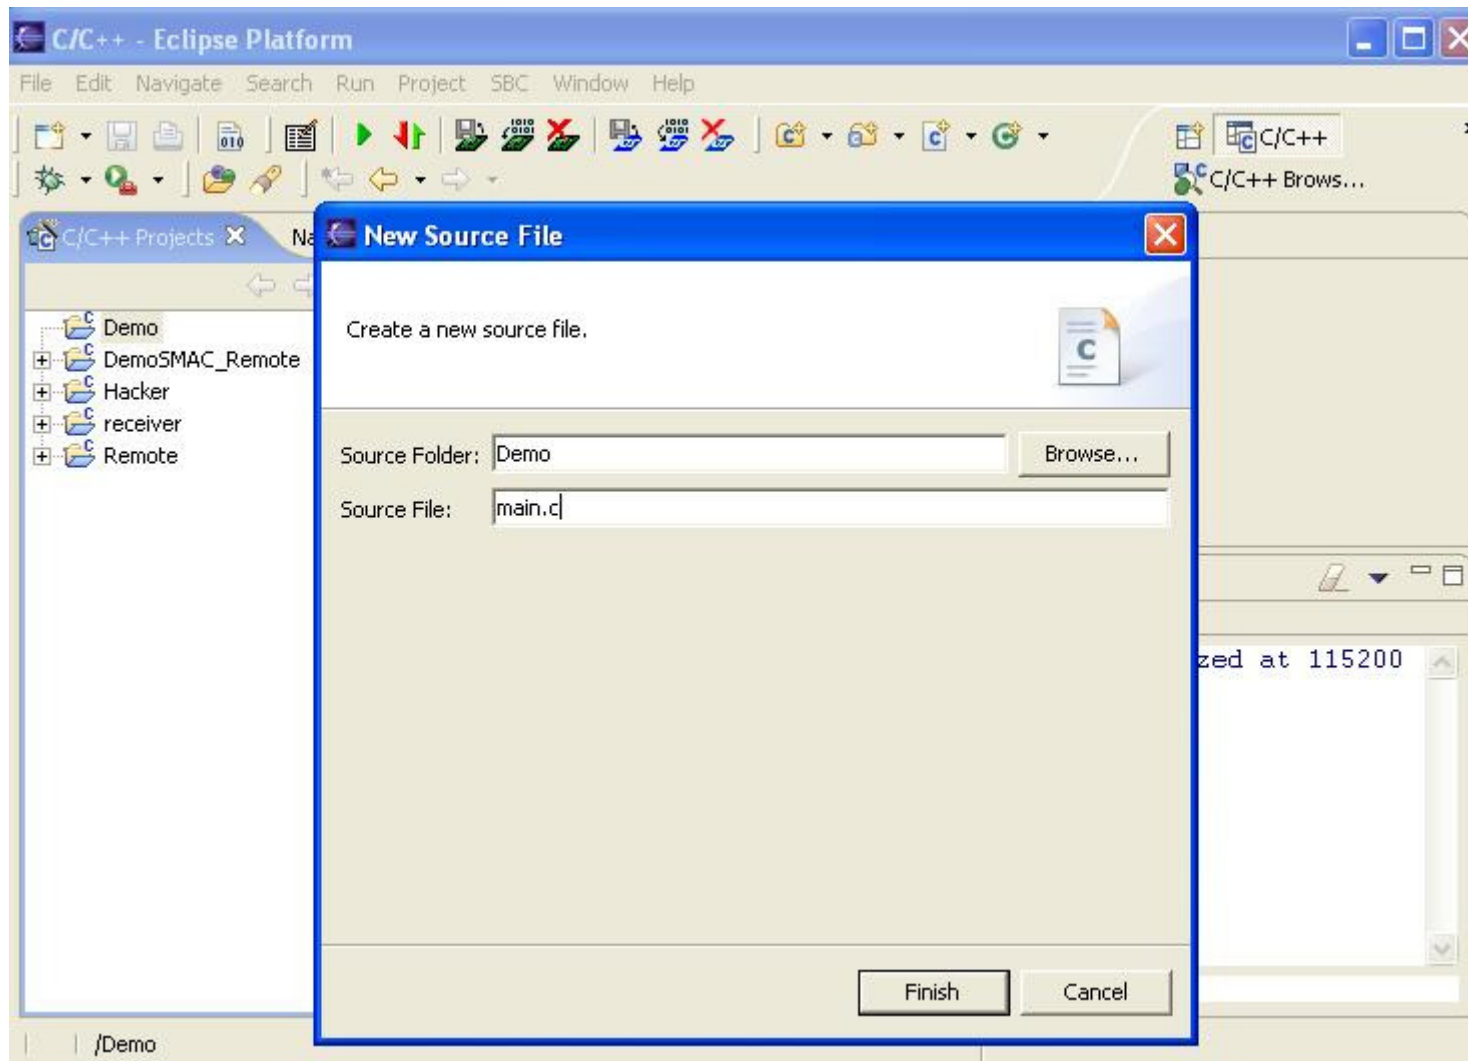 C/C++ - Eclipse Platform
File Edit Navigate Search Run Project SBC Window Help
C/C++
C/C++ Brows...
C/C++ Projects
Na
New Source File
Create a new source file.
Demo
DemoSMAC_Remote
Hacker
receiver
Remote
Source Folder: Demo Browse...
Source File: main.c
zed at 115200
Finish Cancel
/Demo